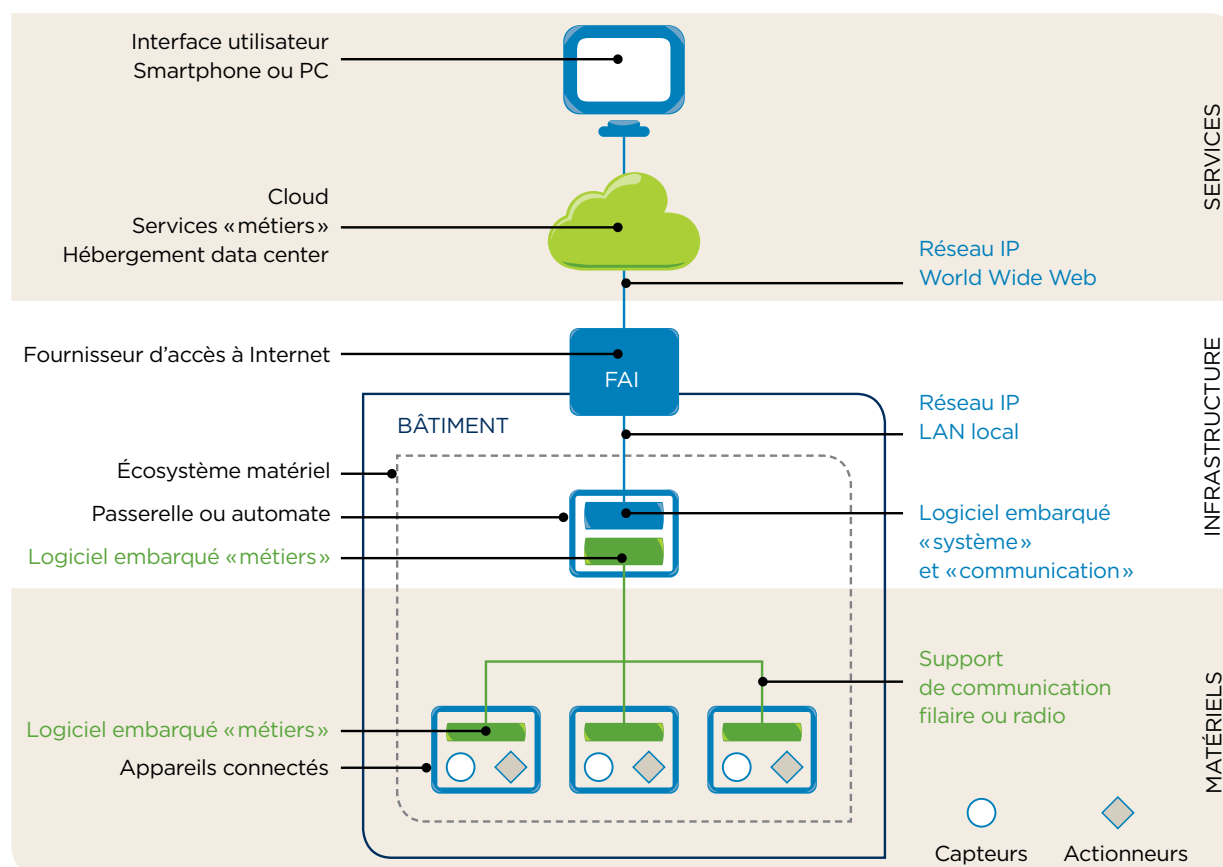 Interface utilisateur
Smartphone ou PC
SERVICES
Cloud
Services «métiers»
Hébergement data center
Réseau IP
World Wide Web
Fournisseur d’accès à Internet
FAI
INFRASTRUCTURE
Réseau IP
LAN local
BÂTIMENT
Écosystème matériel
Passerelle ou automate
Logiciel embarqué «métiers»
Logiciel embarqué
«système»
et «communication»
Support
de communication
filaire ou radio
MATÉRIELS
Logiciel embarqué «métiers»
Appareils connectés
Capteurs
Actionneurs